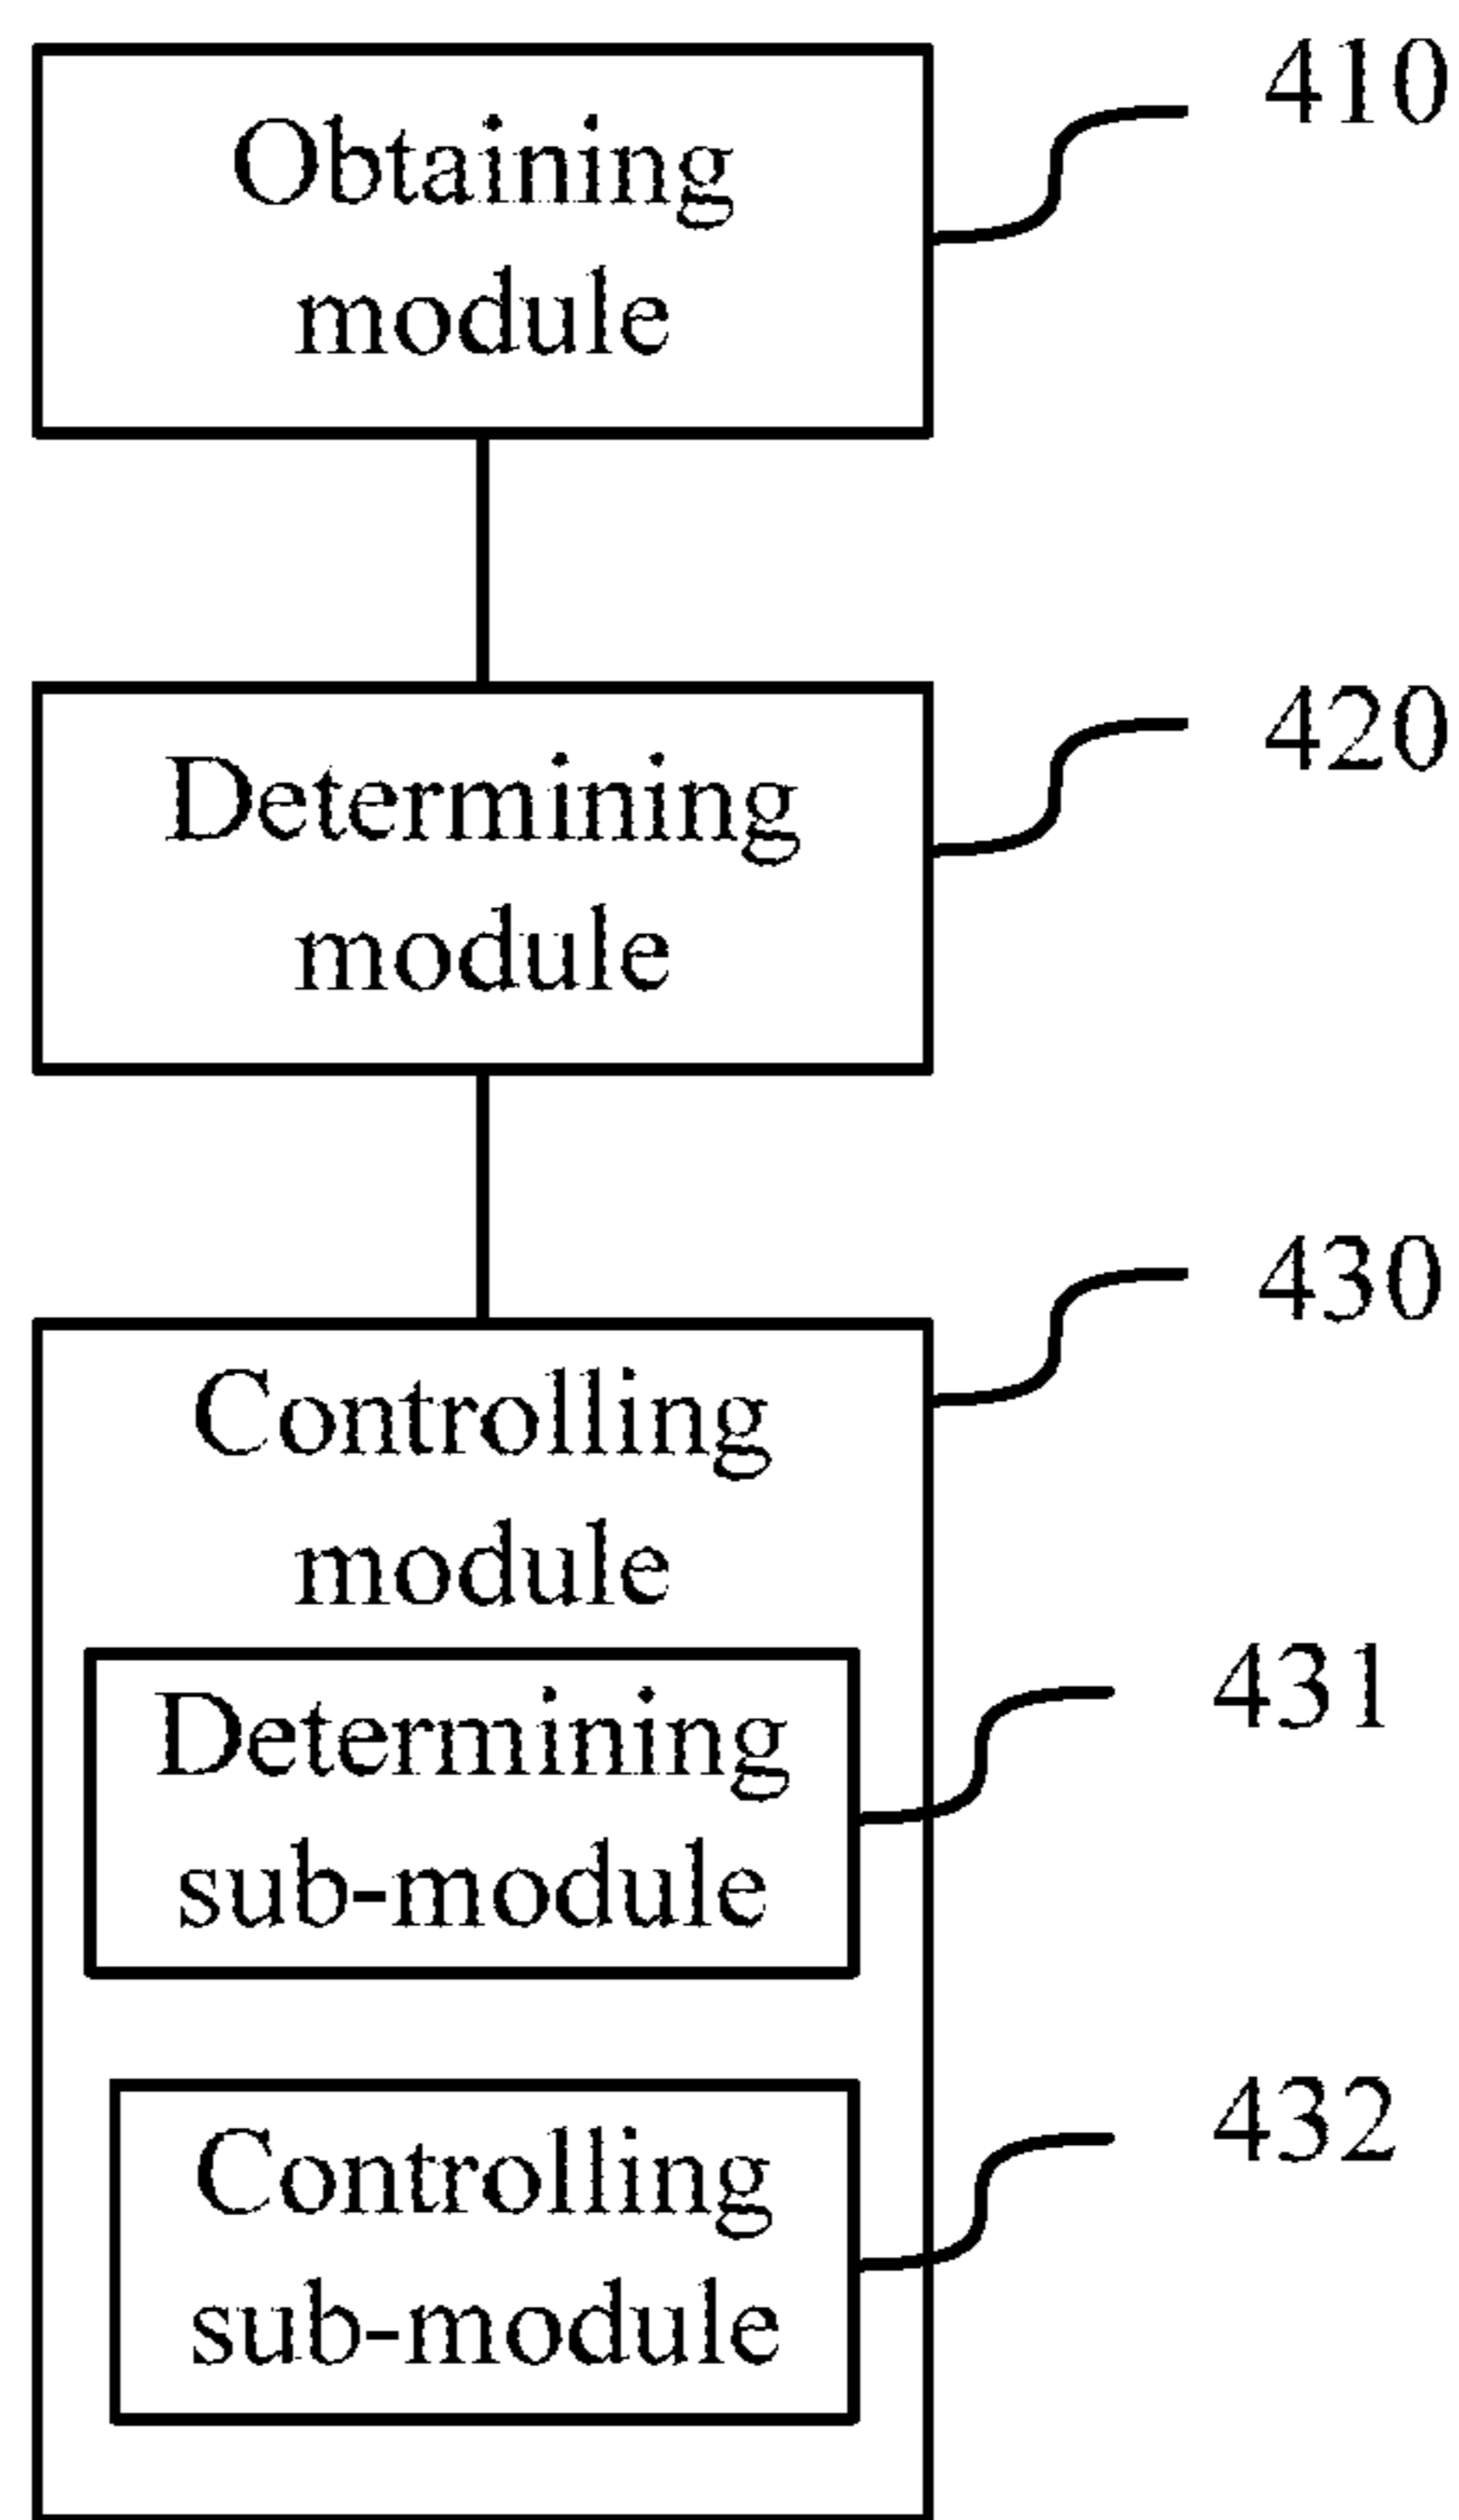 410
Obtaining
module
420
Determining
module
430
Controlling
module
431
Determining
sub-module
432
Controlling
sub-module